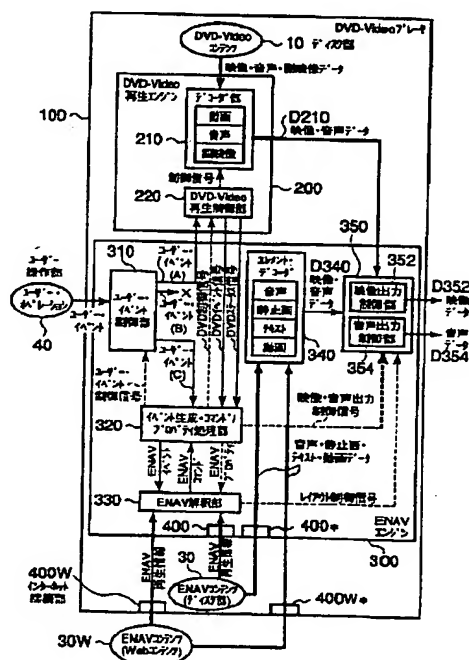 DVD-Videoプレーヤ
DVD-Video
コンテンツ
10 ディスク部
映像・音声・副映像データ
100
DVD-Video
再生エンジン
デコーダ部
動画
音声
副映像
210
D210
映像・音声データ
制御信号
220
DVD-Video
再生制御部
200
ユーザー
操作部
ユーザー・
オペレーション
40
ユーザー・
イベント
310
ユーザー・
イベント
制御部
ユーザー・
イベント
(A)
×
ユーザー・
イベント
(B)
ユーザー・
イベント
(C)
ユーザー・
イベント
制御信号
DVD制御信号
DVDステータス信号
エレメント・
デコーダ
音声
静止画
テキスト
動画
340
D340
映像・
音声
データ
350
352
映像出力
制御部
音声出力
制御部
354
D352
映像・
データ
音声
D354
映像・音声出力
制御信号
320
イベント生成・コマンド/
プロパティ処理部
音声・静止画・
テキスト・動画データ
ENAV
イベント
ENAV
コマンド
ENAV
プロパティ
330
ENAV解釈部
レイアウト制御信号
ENAV
エンジン
300
400
400*
400W
インターネット
接続部
ENAV
再生情報
ENAV
再生情報
30
ENAVコンテンツ
(ディスク部)
400W*
30W
ENAVコンテンツ
(Webコンテンツ)